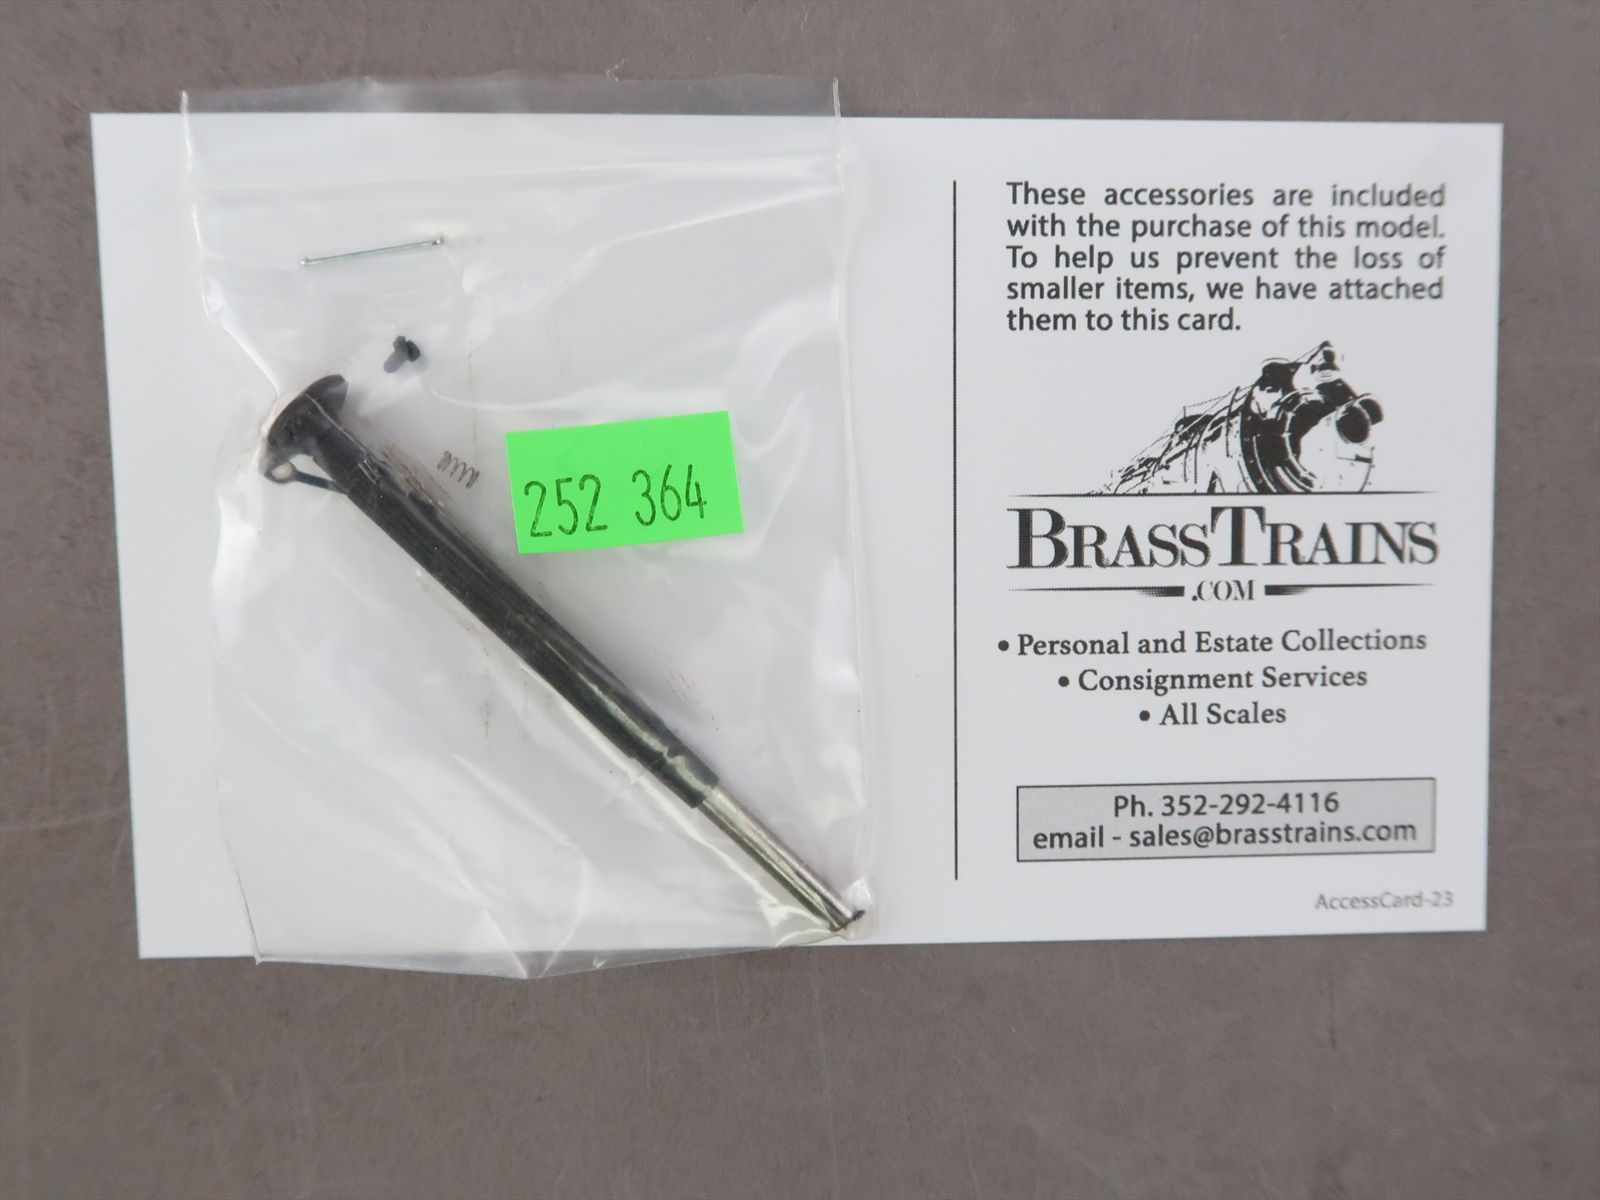 252 364
These accessories are included
with the purchase of this model.
To help us prevent the loss of
smaller items, we have attached
them to this card.
BRASSTRAINS
.COM
• Personal and Estate Collections
• Consignment Services
• All Scales
Ph. 352-292-4116
email - sales@brasstrains.com
AccessCard-23